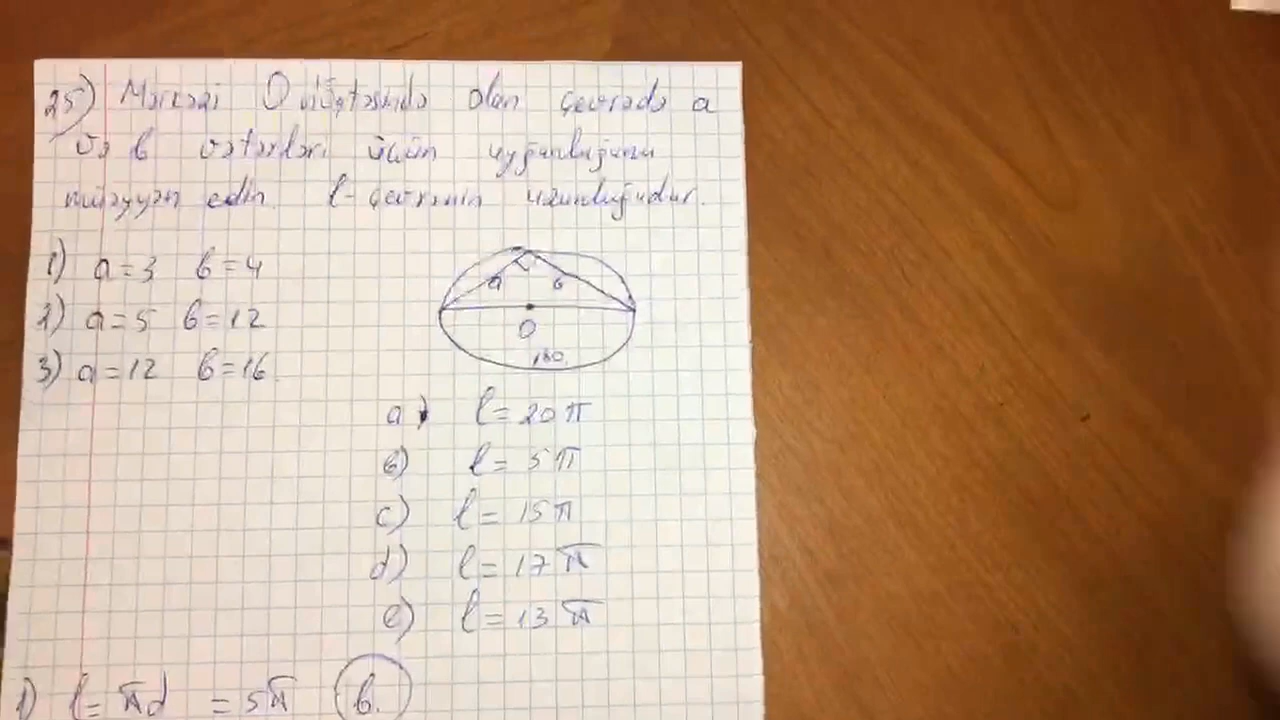 25) Mərkəzi O nöqtəsində olan çevrədə a
və b vətərləri üçün uyğunluğunu
müəyyən edin. l-çevrənin uzunluğudur.
1) a=3 b=4
2) a=5 b=12
3) a=12 b=16.
a b
O
180
a) l=20π
b) l=5π
c) l=15π
d) l=17π
e) l=13π
1) l=πd =5π b.